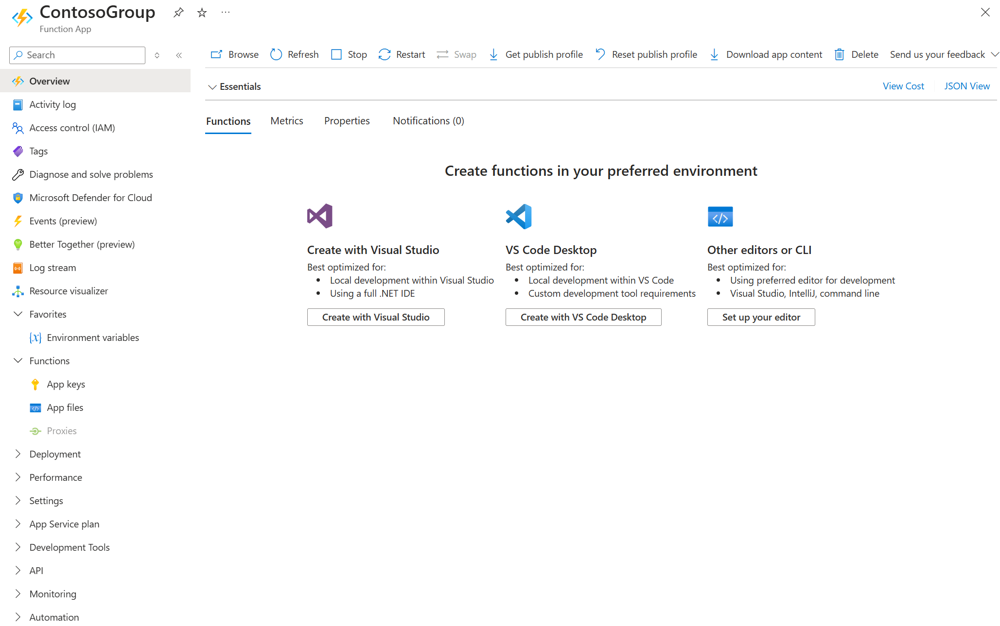 ContosoGroup
Function App
Search
Browse Refresh Stop Restart Swap Get publish profile Reset publish profile Download app content Delete Send us your feedback
Overview
Activity log
Access control (IAM)
Tags
Diagnose and solve problems
Microsoft Defender for Cloud
Events (preview)
Better Together (preview)
Log stream
Resource visualizer
Favorites
Environment variables
Functions
App keys
App files
Proxies
Deployment
Performance
Settings
App Service plan
Development Tools
API
Monitoring
Automation
Essentials
View Cost JSON View
Functions Metrics Properties Notifications (0)
Create functions in your preferred environment
Create with Visual Studio
Best optimized for:
• Local development within Visual Studio
• Using a full .NET IDE
Create with Visual Studio
VS Code Desktop
Best optimized for:
• Local development within VS Code
• Custom development tool requirements
Create with VS Code Desktop
Other editors or CLI
Best optimized for:
• Using preferred editor for development
• Visual Studio, IntelliJ, command line
Set up your editor